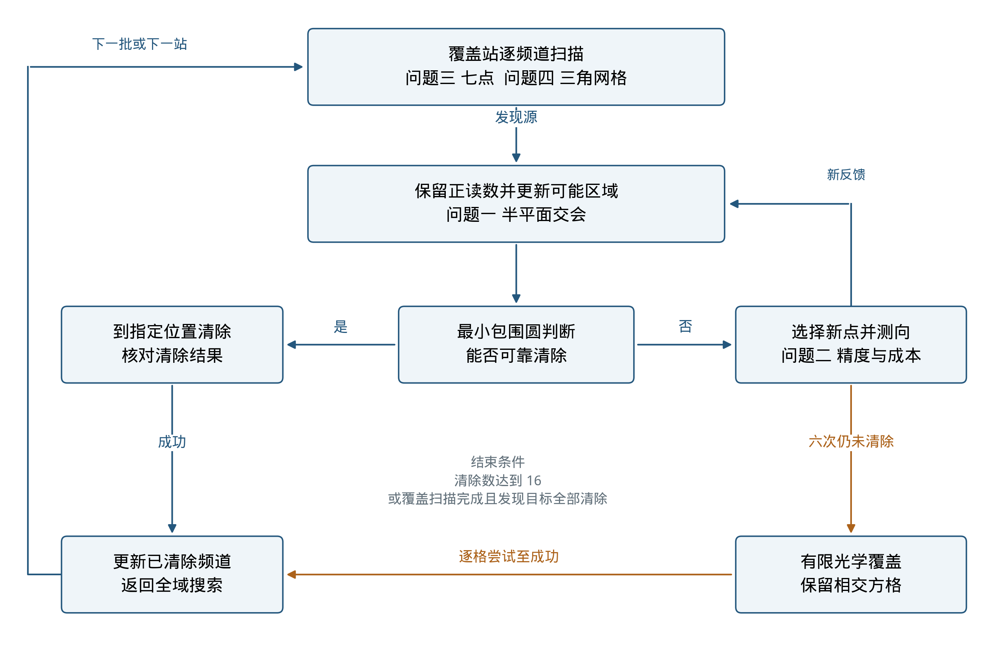 下一批或下一站
覆盖站逐频道扫描
问题三 七点 问题四 三角网格
发现源
保留正读数并更新可能区域
问题一 半平面交会
新反馈
到指定位置清除
核对清除结果
是
最小包围圆判断
能否可靠清除
否
选择新点并测向
问题二 精度与成本
成功
六次仍未清除
结束条件
清除数达到 16
或覆盖扫描完成且发现目标全部清除
更新已清除频道
返回全域搜索
逐格尝试至成功
有限光学覆盖
保留相交方格